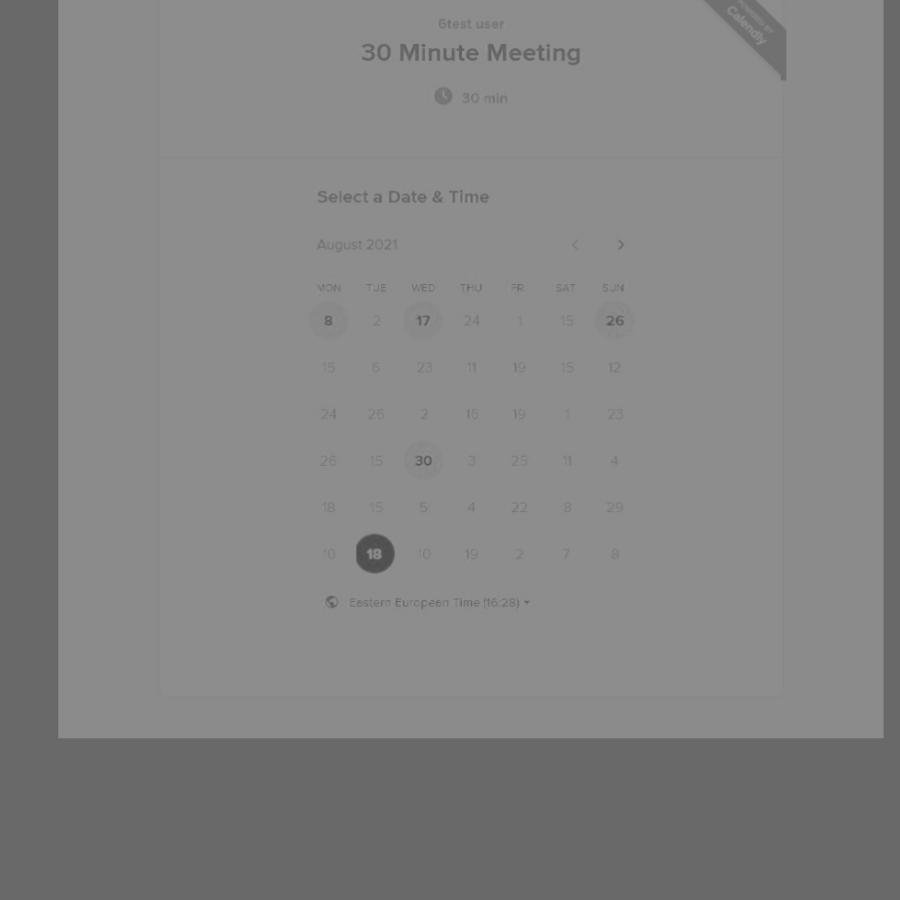 6test user
POWERED BY
Calendly
30 Minute Meeting
30 min
Select a Date & Time
August 2021
MON TUE WED THU FR SAT SUN
8 2 17 24 1 15 26
15 6 23 11 19 15 12
24 26 2 16 19 1 23
26 15 30 3 25 11 4
18 15 5 4 22 8 29
10 18 10 19 2 7 8
Eastern European Time (16:28)